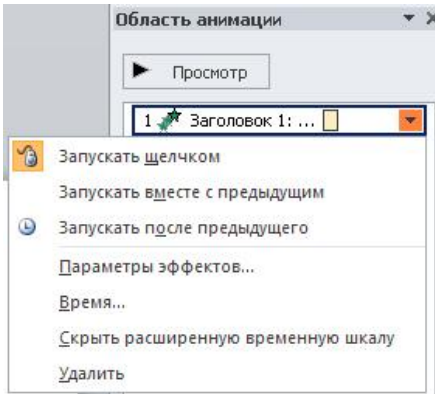 Область анимации
Просмотр
1 Заголовок 1: ...
Запускать щелчком
Запускать вместе с предыдущим
Запускать после предыдущего
Параметры эффектов...
Время...
Скрыть расширенную временную шкалу
Удалить